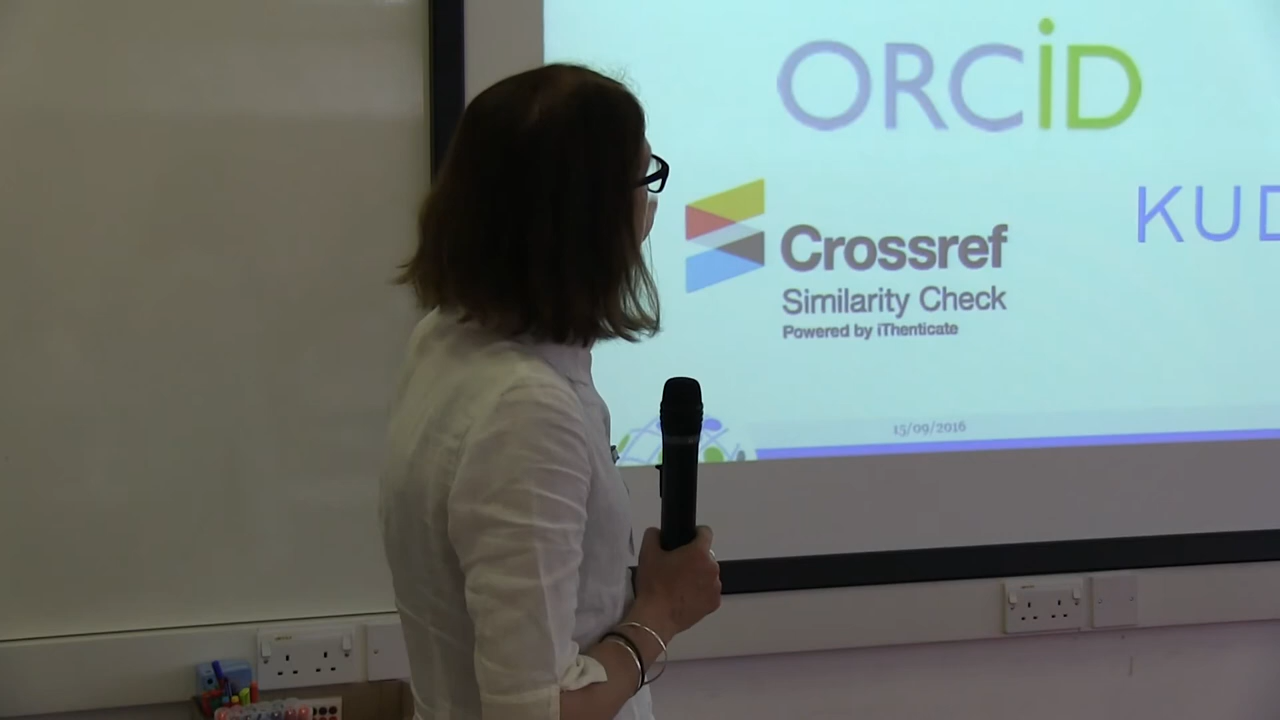 ORCiD
KUD
Crossref
Similarity Check
Powered by iThenticate
15/09/2016